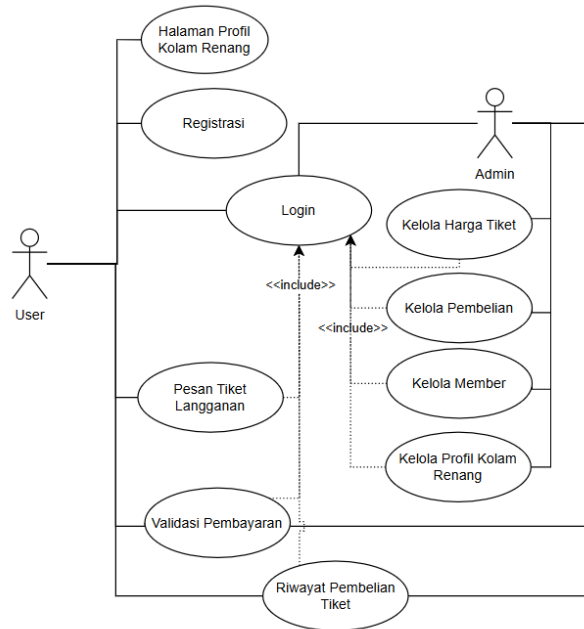 Halaman Profil
Kolam Renang
Registrasi
Admin
Login
Kelola Harga Tiket
User
<<include>>
Kelola Pembelian
<<include>>
Pesan Tiket
Langganan
Kelola Member
Kelola Profil Kolam
Renang
Validasi Pembayaran
Riwayat Pembelian
Tiket